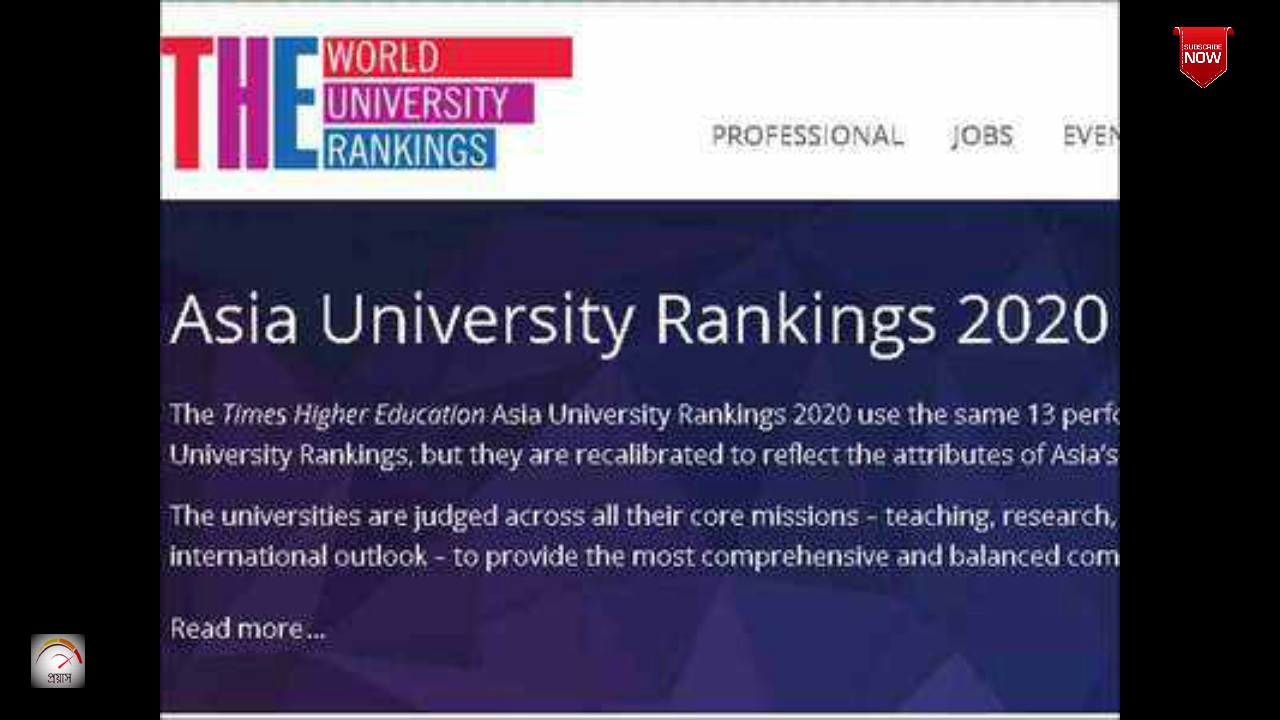 THE WORLD
UNIVERSITY
RANKINGS
SUBSCRIBE
NOW
PROFESSIONAL JOBS EVEN
Asia University Rankings 2020
The Times Higher Education Asia University Rankings 2020 use the same 13 perfo
University Rankings, but they are recalibrated to reflect the attributes of Asia's
The universities are judged across all their core missions – teaching, research,
international outlook – to provide the most comprehensive and balanced com
Read more...
প্রয়াস